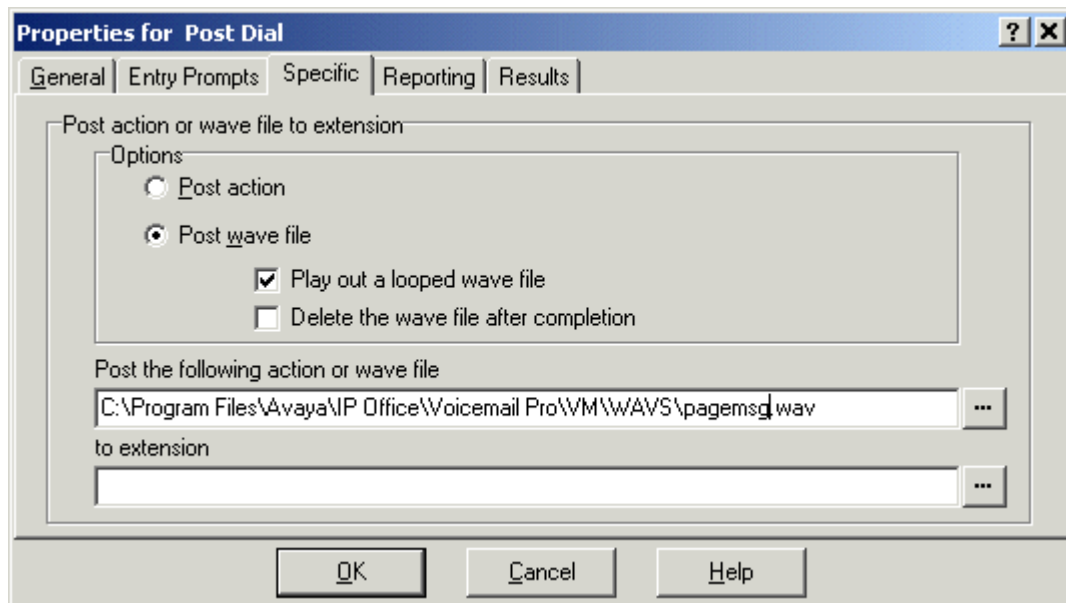 Properties for Post Dial
General Entry Prompts Specific Reporting Results
Post action or wave file to extension
Options
Post action
Post wave file
Play out a looped wave file
Delete the wave file after completion
Post the following action or wave file
C:\Program Files\Avaya\IP Office\Voicemail Pro\VM\WAVS\pagemsg.wav
...
to extension
...
OK Cancel Help